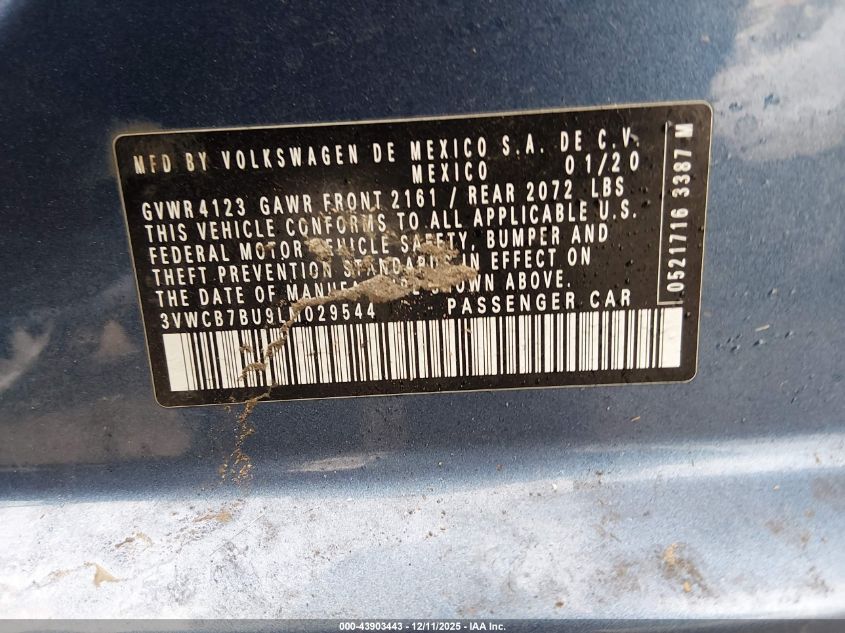 MFD BY VOLKSWAGEN DE MEXICO S.A. DE C.V.
MEXICO 01/20
GVWR 4123 GAWR FRONT 2161 / REAR 2072 LBS
THIS VEHICLE CONFORMS TO ALL APPLICABLE U.S.
FEDERAL MOTOR VEHICLE SAFETY, BUMPER AND
THEFT PREVENTION STANDARDS IN EFFECT ON
THE DATE OF MANUFACTURE SHOWN ABOVE.
3VWCB7BU9LM029544 PASSENGER CAR
0521716 3387 M
000-43903443 - 12/11/2025 - IAA Inc.